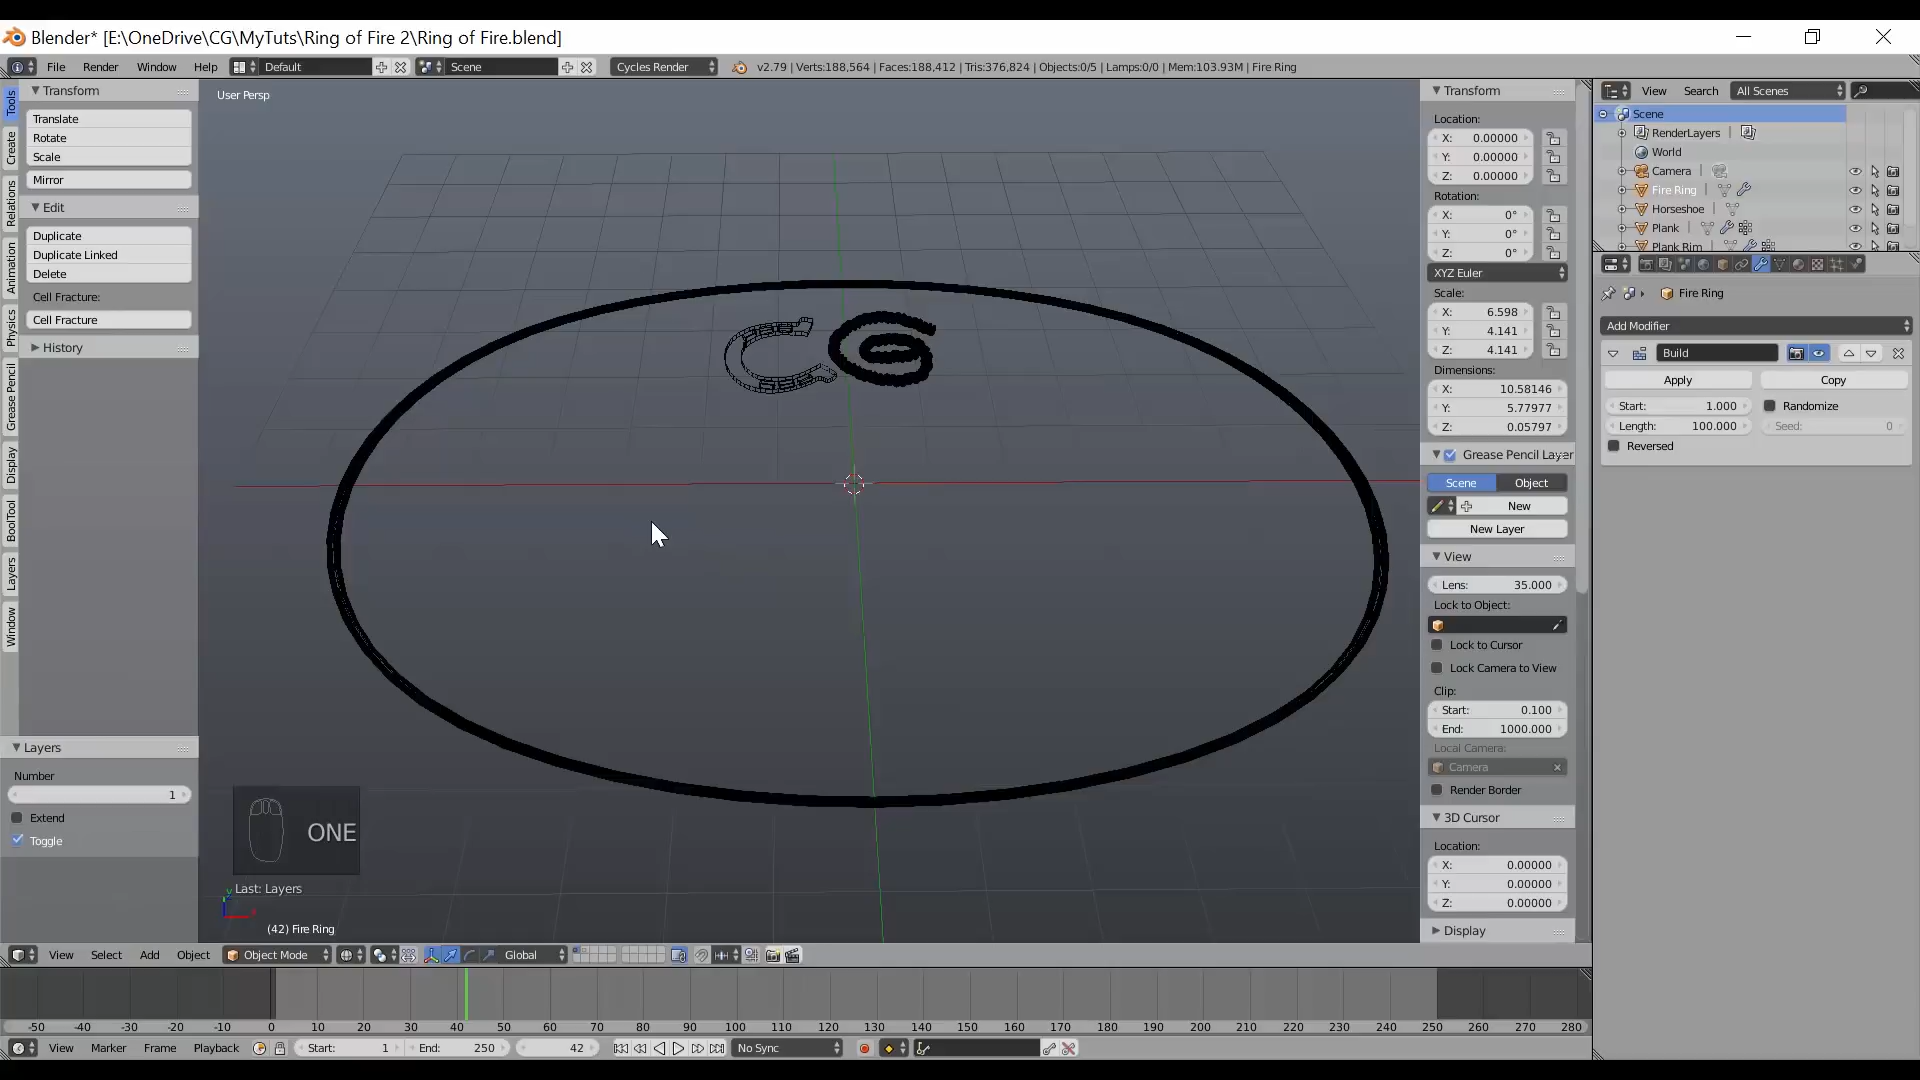 Blender* [E:\OneDrive\CG\MyTuts\Ring of Fire 2\Ring of Fire.blend]
File Render Window Help Default Scene Cycles Render v2.79 | Verts:188,564 | Faces:188,412 | Tris:376,824 | Objects:0/5 | Lamps:0/0 | Mem:103.93M | Fire Ring
Tools
Create
Relations
Animation
Physics
Grease Pencil
Display
BoolTool
Layers
Window
Transform
Translate
Rotate
Scale
Mirror
Edit
Duplicate
Duplicate Linked
Delete
Cell Fracture:
Cell Fracture
History
Layers
Number
1
Extend
Toggle
User Persp
ONE
Last: Layers
(42) Fire Ring
Transform
Location:
X: 0.00000
Y: 0.00000
Z: 0.00000
Rotation:
X: 0°
Y: 0°
Z: 0°
XYZ Euler
Scale:
X: 6.598
Y: 4.141
Z: 4.141
Dimensions:
X: 10.58146
Y: 5.77977
Z: 0.05797
Grease Pencil Layer
Scene Object
New
New Layer
View
Lens: 35.000
Lock to Object:
Lock to Cursor
Lock Camera to View
Clip:
Start: 0.100
End: 1000.000
Local Camera:
Camera
Render Border
3D Cursor
Location:
X: 0.00000
Y: 0.00000
Z: 0.00000
Display
View Search All Scenes
Scene
RenderLayers
World
Camera
Fire Ring
Horseshoe
Plank
Plank Rim
Fire Ring
Add Modifier
Build
Apply Copy
Start: 1.000 Randomize
Length: 100.000 Seed: 0
Reversed
View Select Add Object Object Mode Global
-50 -40 -30 -20 -10 0 10 20 30 40 50 60 70 80 90 100 110 120 130 140 150 160 170 180 190 200 210 220 230 240 250 260 270 280
View Marker Frame Playback Start: 1 End: 250 42 No Sync